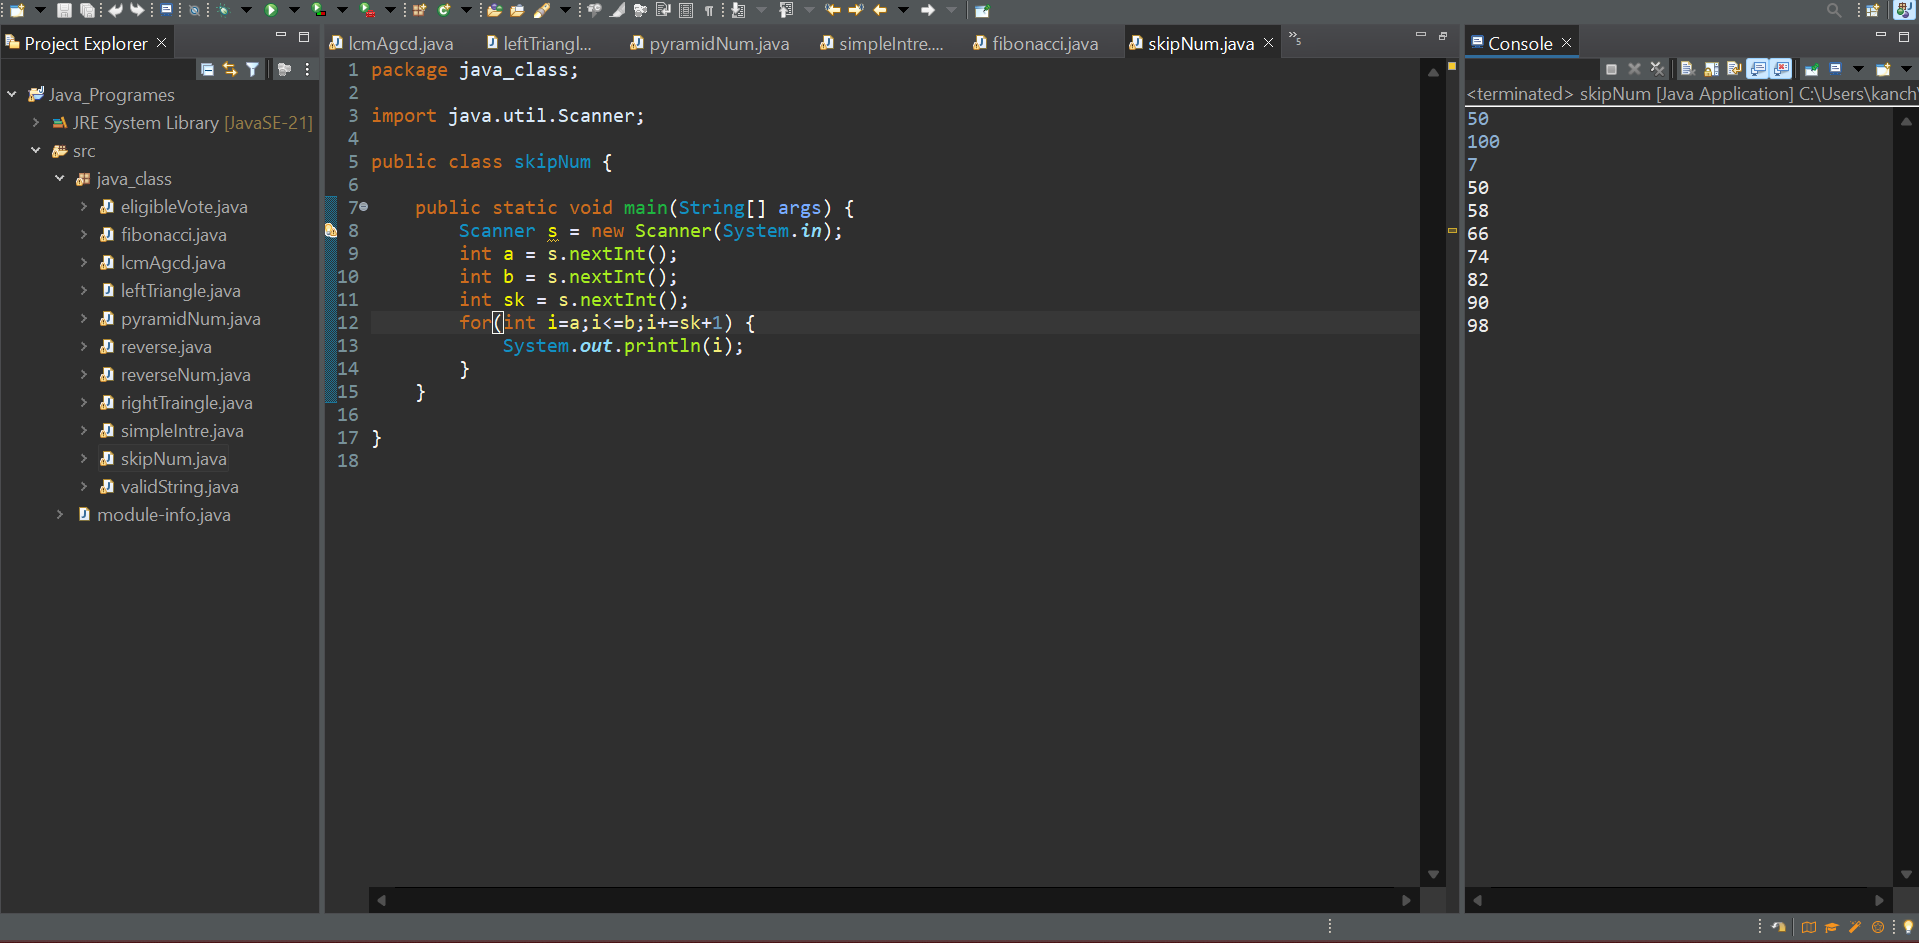 Project Explorer
Java_Programes
JRE System Library [JavaSE-21]
src
java_class
eligibleVote.java
fibonacci.java
lcmAgcd.java
leftTriangle.java
pyramidNum.java
reverse.java
reverseNum.java
rightTraingle.java
simpleIntre.java
skipNum.java
validString.java
module-info.java
lcmAgcd.java leftTriangl... pyramidNum.java simpleIntre.... fibonacci.java skipNum.java »5
1 package java_class;
2
3 import java.util.Scanner;
4
5 public class skipNum {
6
7     public static void main(String[] args) {
8         Scanner s = new Scanner(System.in);
9         int a = s.nextInt();
10         int b = s.nextInt();
11         int sk = s.nextInt();
12         for(int i=a;i<=b;i+=sk+1) {
13             System.out.println(i);
14         }
15     }
16
17 }
18
Console
<terminated> skipNum [Java Application] C:\Users\kanch\
50
100
7
50
58
66
74
82
90
98